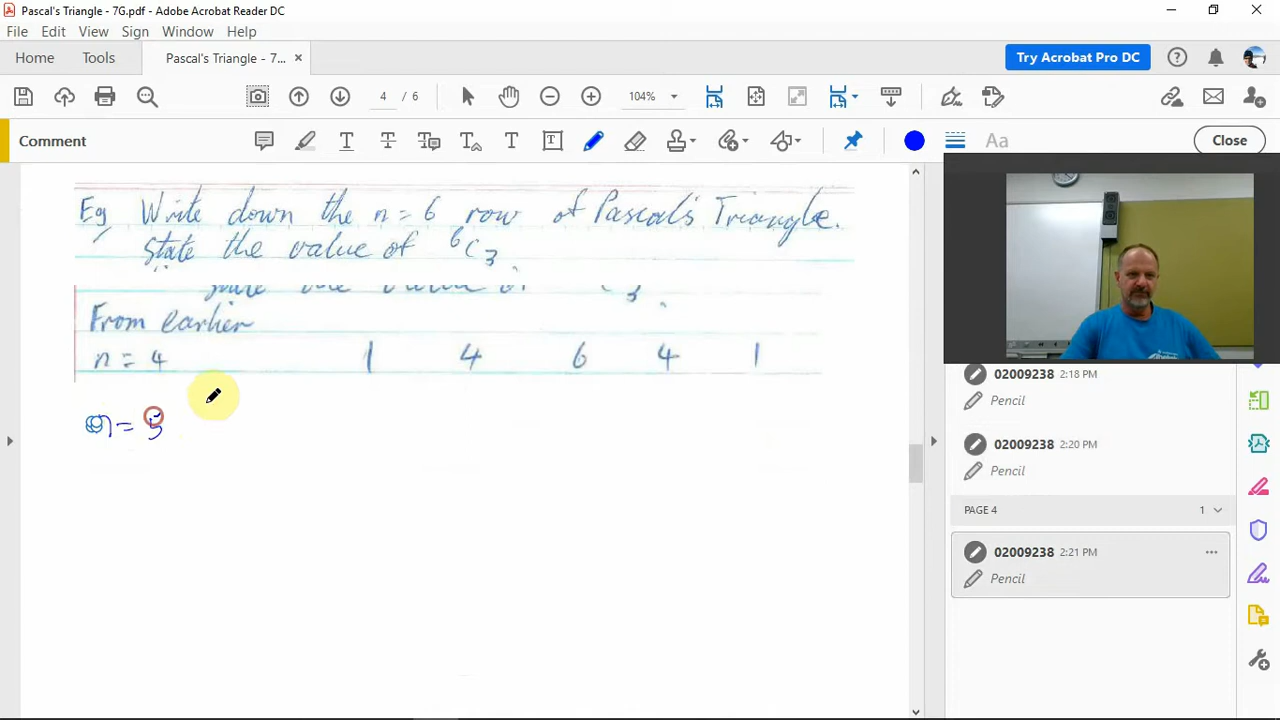 Pascal's Triangle - 7G.pdf - Adobe Acrobat Reader DC
File Edit View Sign Window Help
Home Tools Pascal's Triangle - 7... × Try Acrobat Pro DC
4 / 6 104%
Comment Aa Close
Eg Write down the n = 6 row of Pascal's Triangle.
State the value of ⁶C₃.
From earlier
n = 4 1 4 6 4 1
n = 5
02009238 2:18 PM
Pencil
02009238 2:20 PM
Pencil
PAGE 4 1
02009238 2:21 PM
Pencil